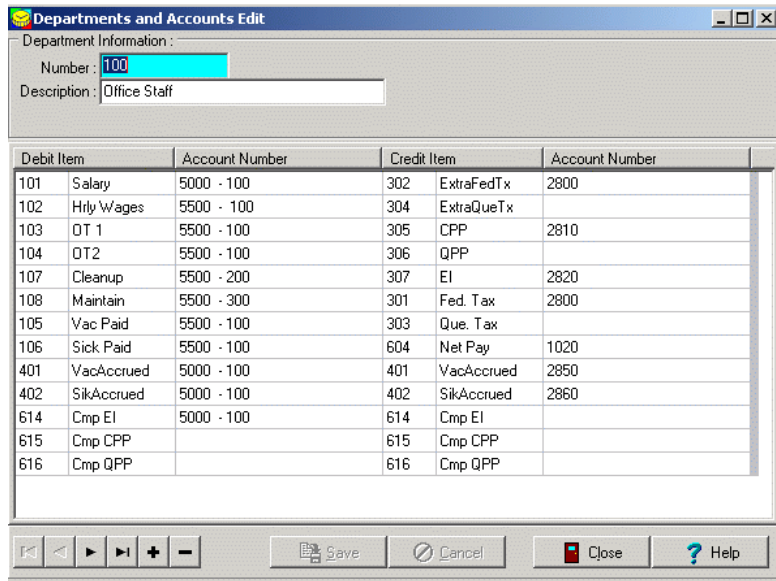 Departments and Accounts Edit
Department Information :
Number : 100
Description : Office Staff
Debit Item Account Number Credit Item Account Number
101 Salary 5000 - 100 302 ExtraFedTx 2800
102 Hrly Wages 5500 - 100 304 ExtraQueTx
103 OT 1 5500 - 100 305 CPP 2810
104 OT2 5500 - 100 306 QPP
107 Cleanup 5500 - 200 307 EI 2820
108 Maintain 5500 - 300 301 Fed. Tax 2800
105 Vac Paid 5500 - 100 303 Que. Tax
106 Sick Paid 5500 - 100 604 Net Pay 1020
401 VacAccrued 5000 - 100 401 VacAccrued 2850
402 SikAccrued 5000 - 100 402 SikAccrued 2860
614 Cmp EI 5000 - 100 614 Cmp EI
615 Cmp CPP 615 Cmp CPP
616 Cmp QPP 616 Cmp QPP
Save Cancel Close Help